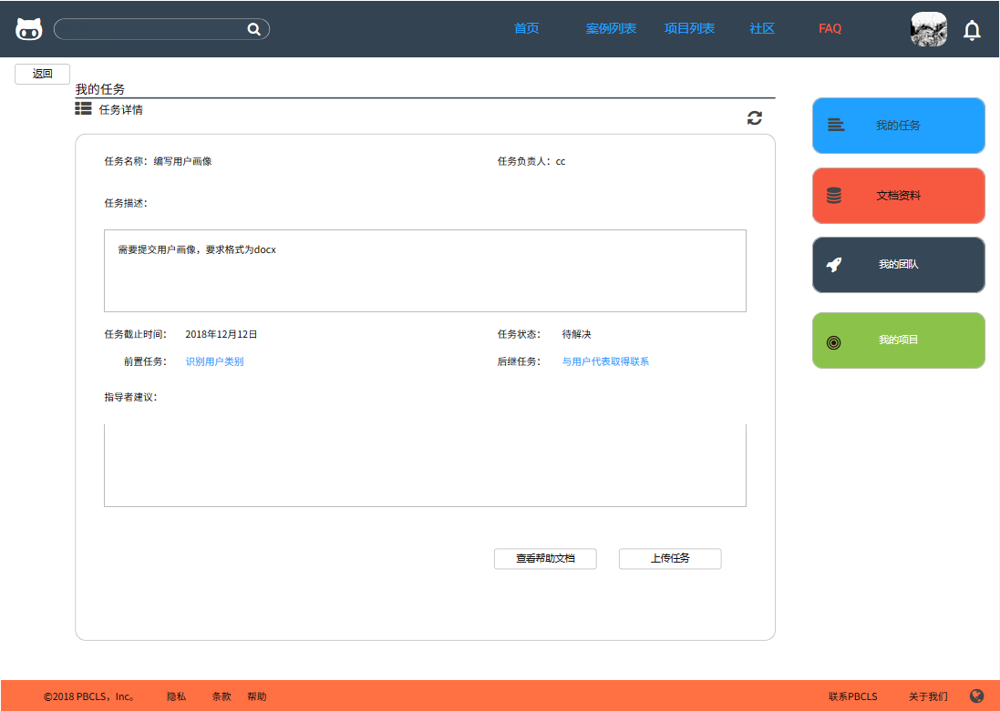 首页 案例列表 项目列表 社区 FAQ
返回
我的任务
任务详情
任务名称：编写用户画像 任务负责人：cc
任务描述：
需要提交用户画像，要求格式为docx
任务截止时间： 2018年12月12日 任务状态： 待解决
前置任务： 识别用户类别 后继任务： 与用户代表取得联系
指导者建议：
查看帮助文档 上传任务
我的任务
文档资料
我的团队
我的项目
©2018 PBCLS，Inc。 隐私 条款 帮助 联系PBCLS 关于我们